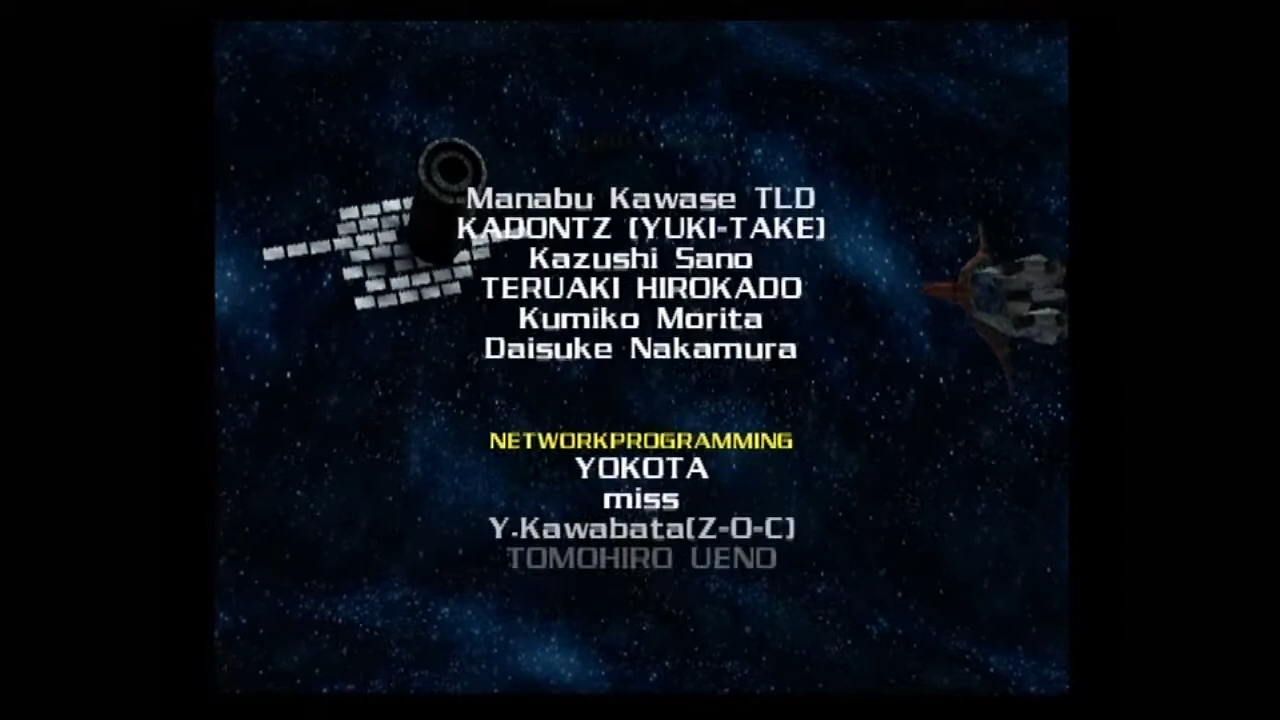 Manabu Kawase TLD
KADONTZ [YUKI-TAKE]
Kazushi Sano
TERUAKI HIROKADO
Kumiko Morita
Daisuke Nakamura
NETWORKPROGRAMMING
YOKOTA
miss
Y.Kawabata[Z-O-C]
TOMOHIRO UENO